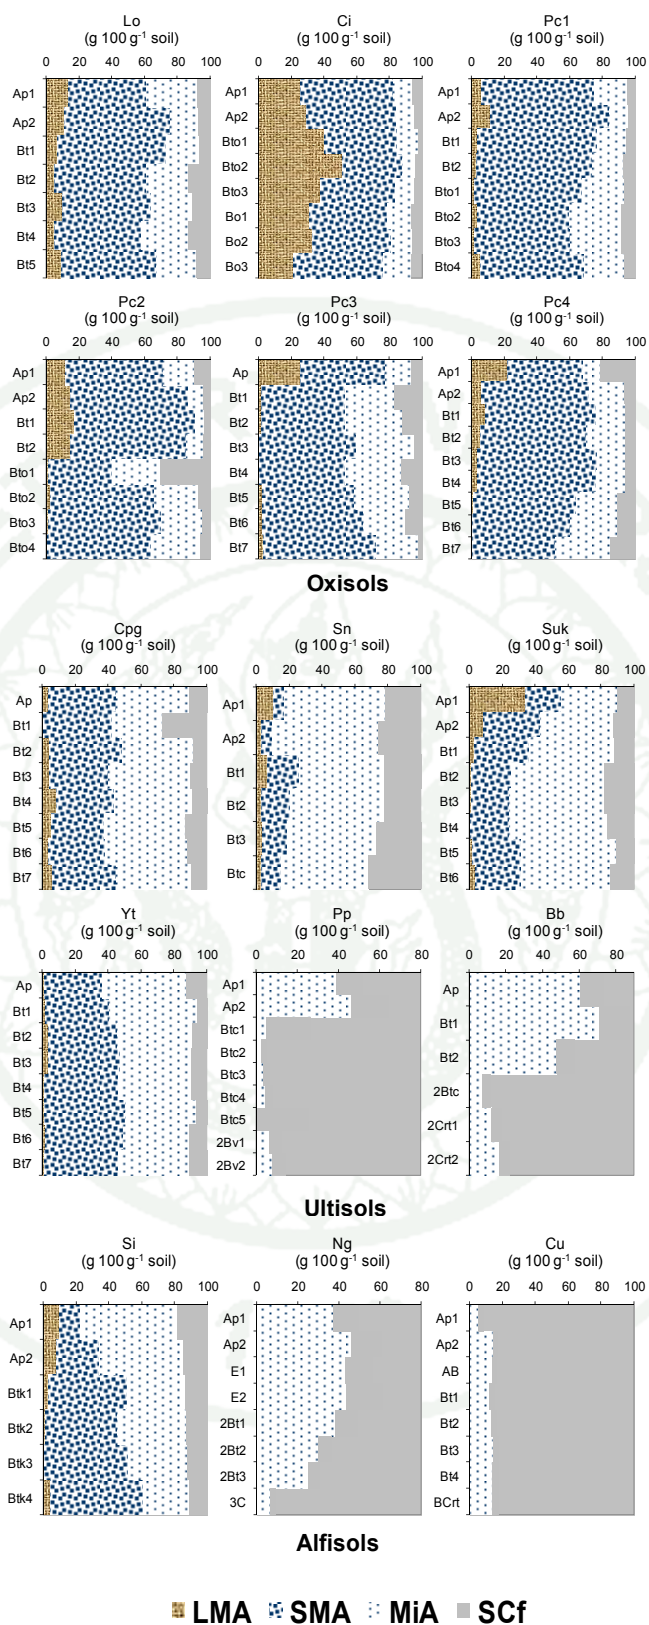 Lo Ci Pc1
(g 100 g⁻¹ soil) (g 100 g⁻¹ soil) (g 100 g⁻¹ soil)
0 20 40 60 80 100 0 20 40 60 80 100 0 20 40 60 80 100
Ap1 Ap1 Ap1
Ap2 Ap2 Ap2
Bt1 Bto1 Bt1
Bt2 Bto2 Bt2
Bt3 Bto3 Bto1
Bt4 Bo1 Bto2
Bt5 Bo2 Bto3
Bo3 Bto4
Pc2 Pc3 Pc4
(g 100 g⁻¹ soil) (g 100 g⁻¹ soil) (g 100 g⁻¹ soil)
0 20 40 60 80 100 0 20 40 60 80 100 0 20 40 60 80 100
Ap1 Ap Ap1
Ap2 Bt1 Ap2
Bt1 Bt2 Bt1
Bt2 Bt3 Bt2
Bto1 Bt4 Bt3
Bto2 Bt5 Bt4
Bto3 Bt6 Bt5
Bto4 Bt7 Bt6
Bt7
Oxisols
Cpg Sn Suk
(g 100 g⁻¹ soil) (g 100 g⁻¹ soil) (g 100 g⁻¹ soil)
0 20 40 60 80 100 0 20 40 60 80 100 0 20 40 60 80 100
Ap Ap1 Ap1
Bt1 Ap2 Ap2
Bt2 Bt1 Bt1
Bt3 Bt2 Bt2
Bt4 Bt3 Bt3
Bt5 Btc Bt4
Bt6 Bt5
Bt7 Bt6
Yt Pp Bb
(g 100 g⁻¹ soil) (g 100 g⁻¹ soil) (g 100 g⁻¹ soil)
0 20 40 60 80 100 0 20 40 60 80 0 20 40 60 80
Ap Ap1 Ap
Bt1 Ap2 Bt1
Bt2 Btc1 Bt2
Bt3 Btc2 2Btc
Bt4 Btc3 2Crt1
Bt5 Btc4 2Crt2
Bt6 Btc5
Bt7 2Bv1
2Bv2
Ultisols
Si Ng Cu
(g 100 g⁻¹ soil) (g 100 g⁻¹ soil) (g 100 g⁻¹ soil)
0 20 40 60 80 100 0 20 40 60 80 0 20 40 60 80 100
Ap1 Ap1 Ap1
Ap2 Ap2 Ap2
Btk1 E1 AB
Btk2 E2 Bt1
Btk3 2Bt1 Bt2
Btk4 2Bt2 Bt3
2Bt3 Bt4
3C BCrt
Alfisols
LMA SMA MiA SCf